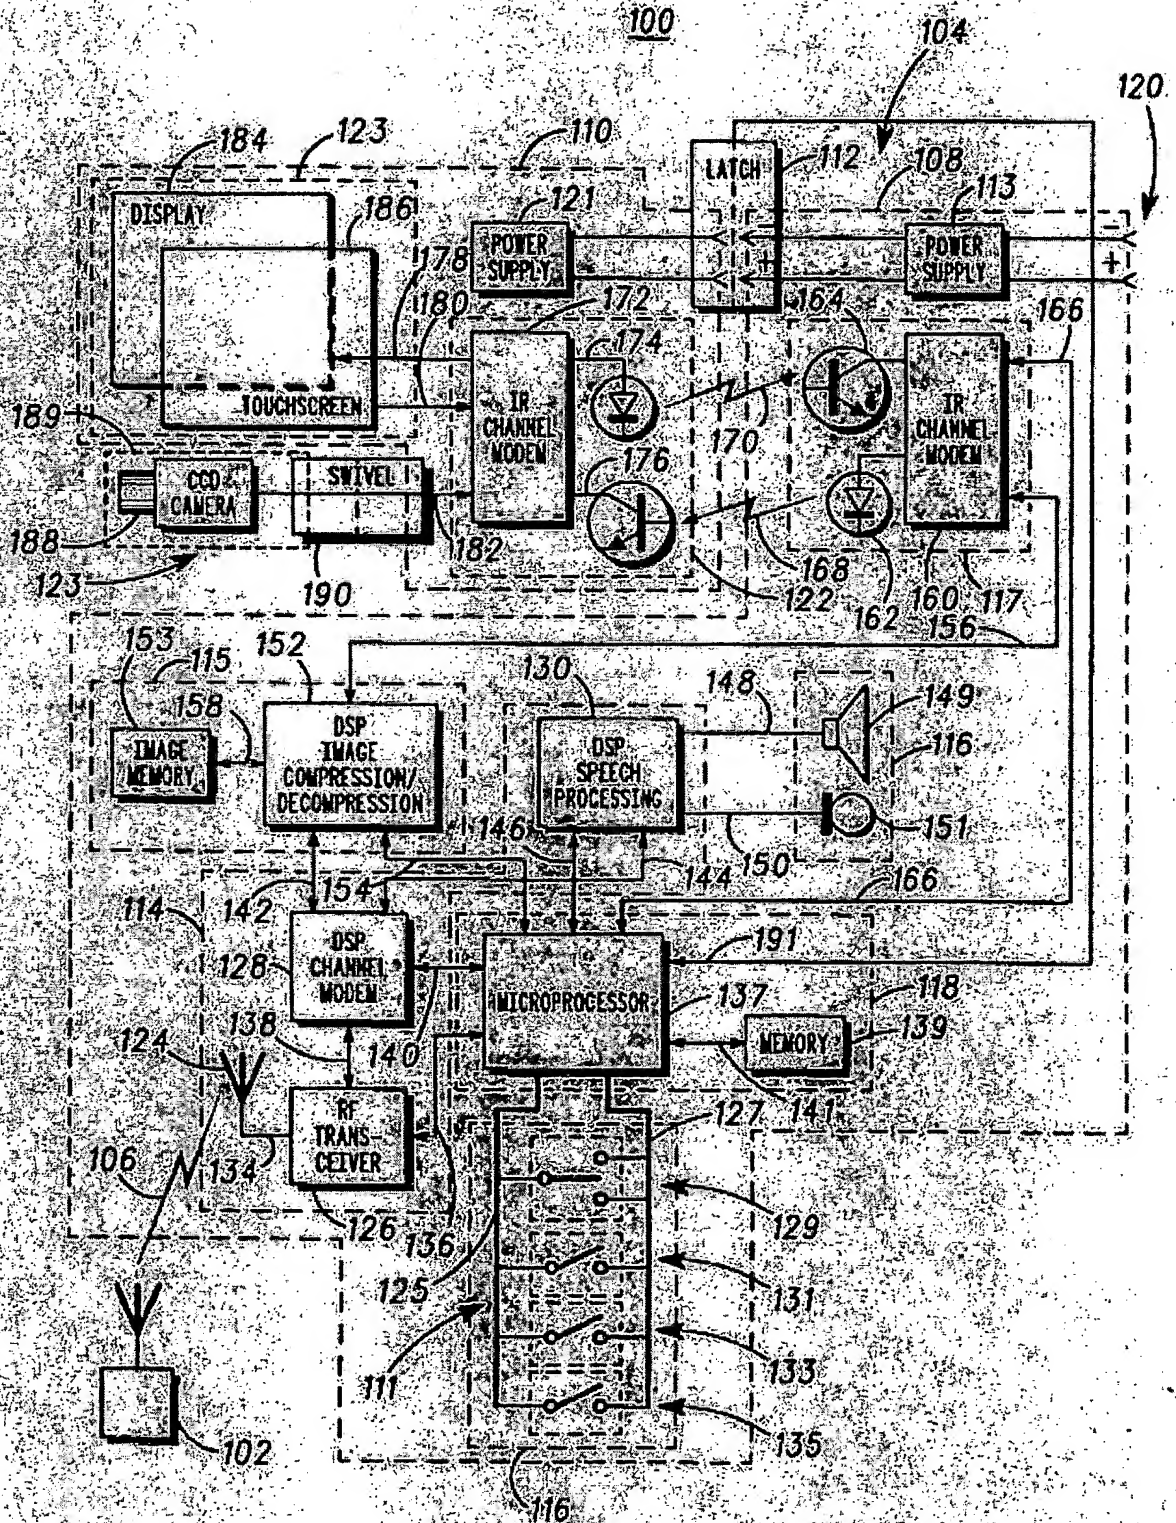 100
104
120
184
123
110
LATCH
112
108
DISPLAY
186
121
113
POWER
SUPPLY
-
+
POWER
SUPPLY
-
+
178
180
172
174
164
166
TOUCHSCREEN
IR
CHANNEL
MODEM
170
IR
CHANNEL
MODEM
189
CCD
CAMERA
SWIVEL
176
188
182
168
123
190
122
162
160
117
156
153
115
152
130
148
149
158
IMAGE
MEMORY
DSP
IMAGE
COMPRESSION/
DECOMPRESSION
DSP
SPEECH
PROCESSING
116
146
150
151
154
144
142
166
114
191
128
DSP
CHANNEL
MODEM
MICROPROCESSOR
137
118
138
140
MEMORY
139
124
141
127
RF
TRANS-
CEIVER
106
134
126
136
129
125
131
111
133
135
102
116